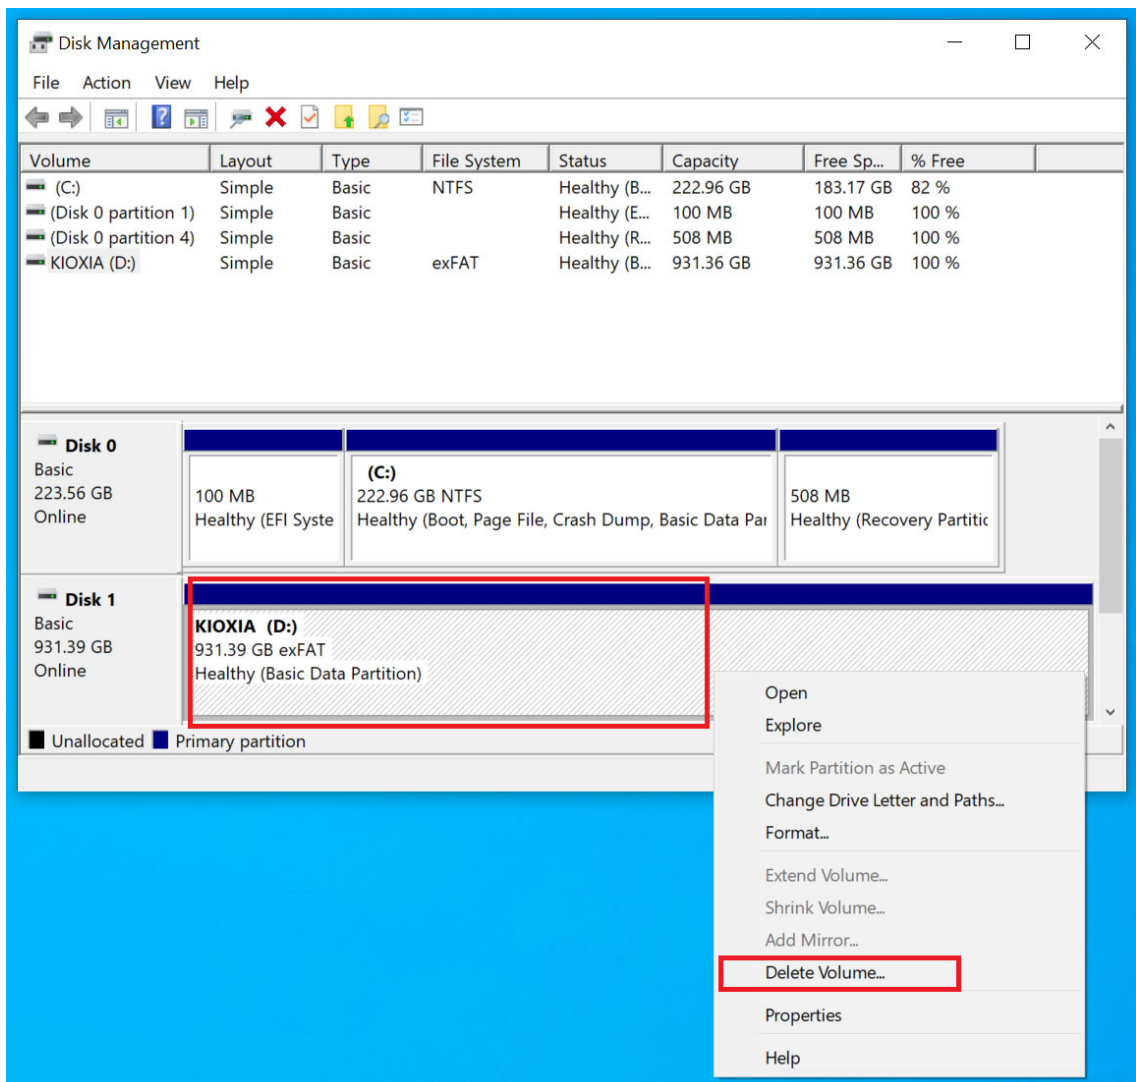 Disk Management
File Action View Help
Volume Layout Type File System Status Capacity Free Sp... % Free
(C:) Simple Basic NTFS Healthy (B... 222.96 GB 183.17 GB 82 %
(Disk 0 partition 1) Simple Basic Healthy (E... 100 MB 100 MB 100 %
(Disk 0 partition 4) Simple Basic Healthy (R... 508 MB 508 MB 100 %
KIOXIA (D:) Simple Basic exFAT Healthy (B... 931.36 GB 931.36 GB 100 %
Disk 0
Basic
223.56 GB
Online
100 MB
Healthy (EFI Syste
(C:)
222.96 GB NTFS
Healthy (Boot, Page File, Crash Dump, Basic Data Par
508 MB
Healthy (Recovery Partitic
Disk 1
Basic
931.39 GB
Online
KIOXIA (D:)
931.39 GB exFAT
Healthy (Basic Data Partition)
Unallocated Primary partition
Open
Explore
Mark Partition as Active
Change Drive Letter and Paths...
Format...
Extend Volume...
Shrink Volume...
Add Mirror...
Delete Volume...
Properties
Help